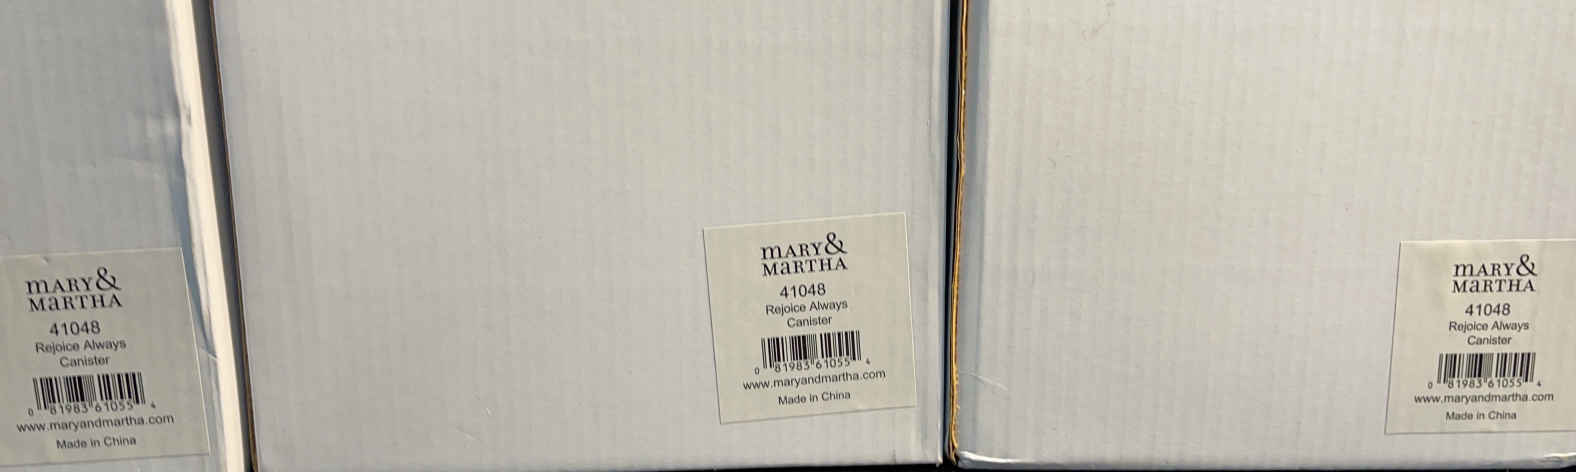 MARY &
MARTHA
41048
Rejoice Always
Canister
0 81983 61055 4
www.maryandmartha.com
Made in China
MARY &
MARTHA
41048
Rejoice Always
Canister
0 81983 61055 4
www.maryandmartha.com
Made in China
MARY &
MARTHA
41048
Rejoice Always
Canister
0 81983 61055 4
www.maryandmartha.com
Made in China